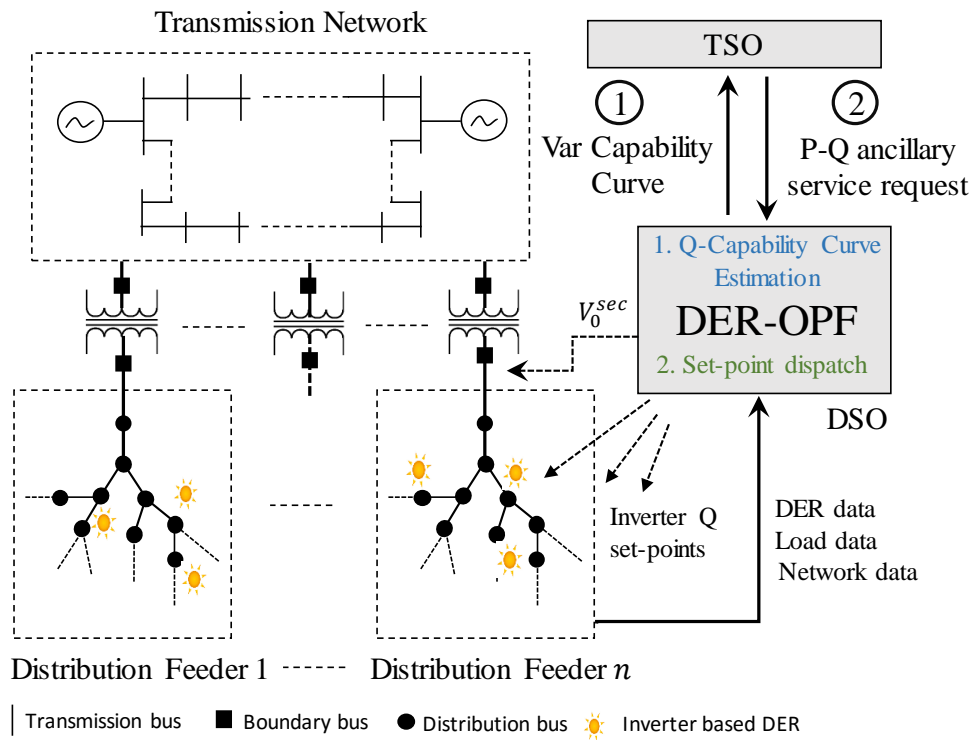 Transmission Network
TSO
1
2
Var Capability
Curve
P-Q ancillary
service request
1. Q-Capability Curve
Estimation
DER-OPF
2. Set-point dispatch
V_0^{sec}
DSO
Inverter Q
set-points
DER data
Load data
Network data
Distribution Feeder 1
Distribution Feeder n
Transmission bus
Boundary bus
Distribution bus
Inverter based DER